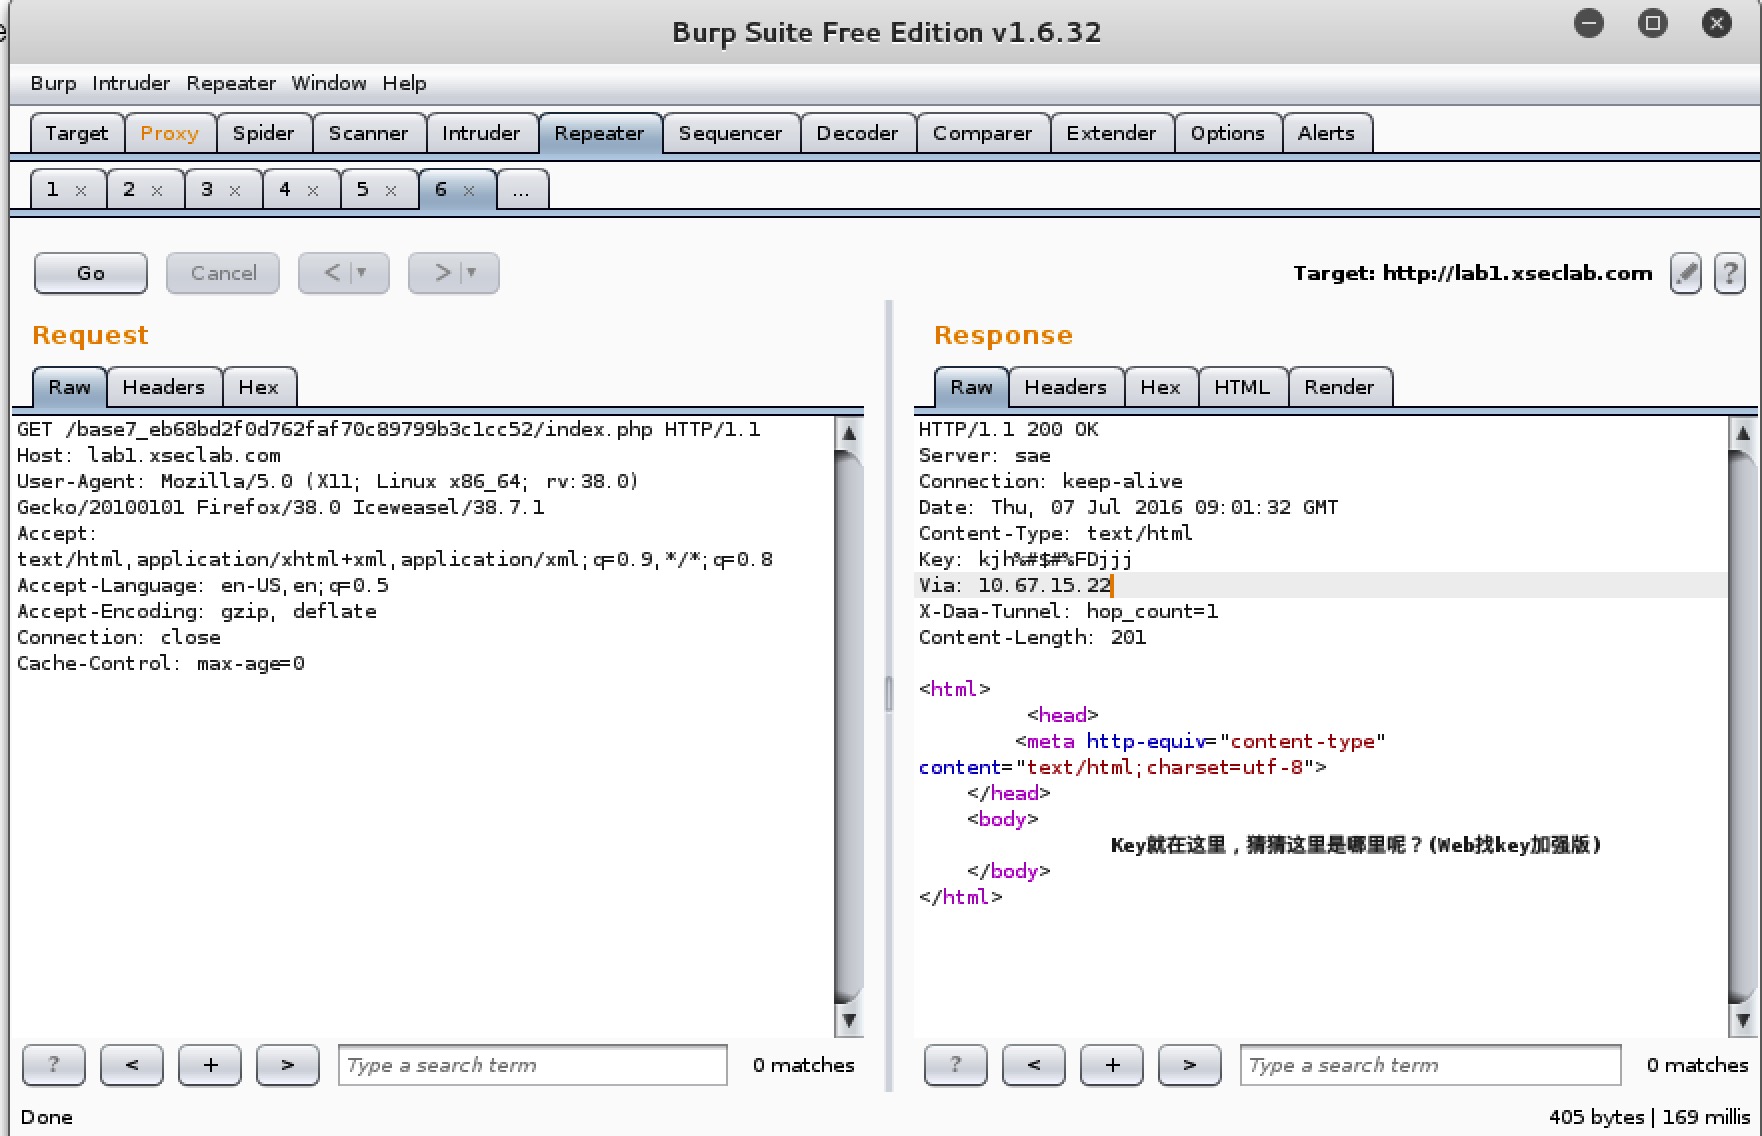 e
Burp Suite Free Edition v1.6.32
Burp Intruder Repeater Window Help
Target Proxy Spider Scanner Intruder Repeater Sequencer Decoder Comparer Extender Options Alerts
1 × 2 × 3 × 4 × 5 × 6 × ...
Go Cancel < > Target: http://lab1.xseclab.com ?
Request
Raw Headers Hex
GET /base7_eb68bd2f0d762faf70c89799b3c1cc52/index.php HTTP/1.1
Host: lab1.xseclab.com
User-Agent: Mozilla/5.0 (X11; Linux x86_64; rv:38.0)
Gecko/20100101 Firefox/38.0 Iceweasel/38.7.1
Accept:
text/html,application/xhtml+xml,application/xml;q=0.9,*/*;q=0.8
Accept-Language: en-US,en;q=0.5
Accept-Encoding: gzip, deflate
Connection: close
Cache-Control: max-age=0
? < + > Type a search term 0 matches
Response
Raw Headers Hex HTML Render
HTTP/1.1 200 OK
Server: sae
Connection: keep-alive
Date: Thu, 07 Jul 2016 09:01:32 GMT
Content-Type: text/html
Key: kjh%#$#%FDjjj
Via: 10.67.15.22
X-Daa-Tunnel: hop_count=1
Content-Length: 201
<html>
<head>
<meta http-equiv="content-type"
content="text/html;charset=utf-8">
</head>
<body>
Key就在这里，猜猜这里是哪里呢？(Web找key加强版)
</body>
</html>
? < + > Type a search term 0 matches
Done 405 bytes | 169 millis